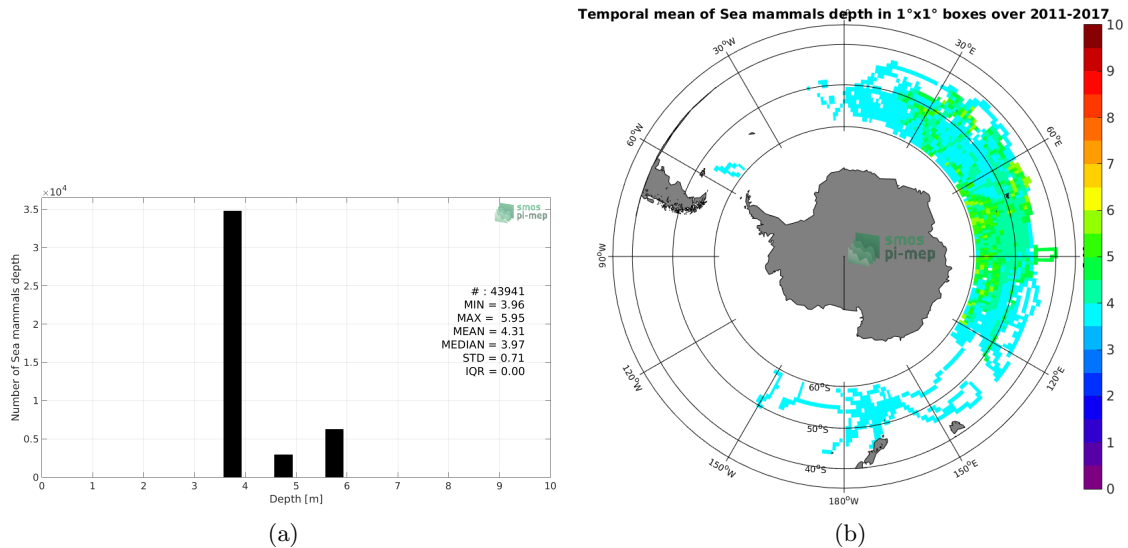 ×10⁴
3.5
3
2.5
2
1.5
1
0.5
0
0 1 2 3 4 5 6 7 8 9 10
Number of Sea mammals depth
Depth [m]
smos
pi-mep
# : 43941
MIN = 3.96
MAX = 5.95
MEAN = 4.31
MEDIAN = 3.97
STD = 0.71
IQR = 0.00
(a)
Temporal mean of Sea mammals depth in 1°x1° boxes over 2011-2017
30°W
30°E
60°W
60°E
90°W
120°W
120°E
150°W
150°E
180°W
60°S
50°S
40°S
smos
pi-mep
10
9
8
7
6
5
4
3
2
1
0
(b)